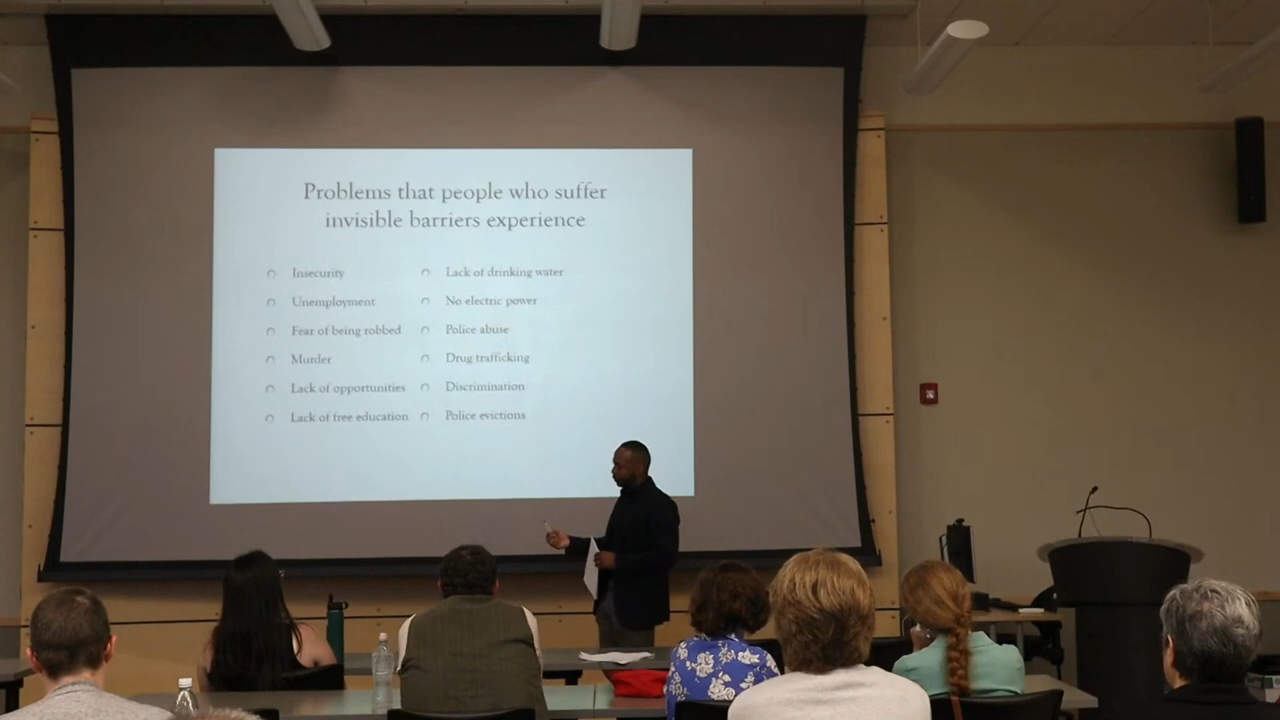 Problems that people who suffer
invisible barriers experience
Insecurity
Unemployment
Fear of being robbed
Murder
Lack of opportunities
Lack of free education
Lack of drinking water
No electric power
Police abuse
Drug trafficking
Discrimination
Police evictions